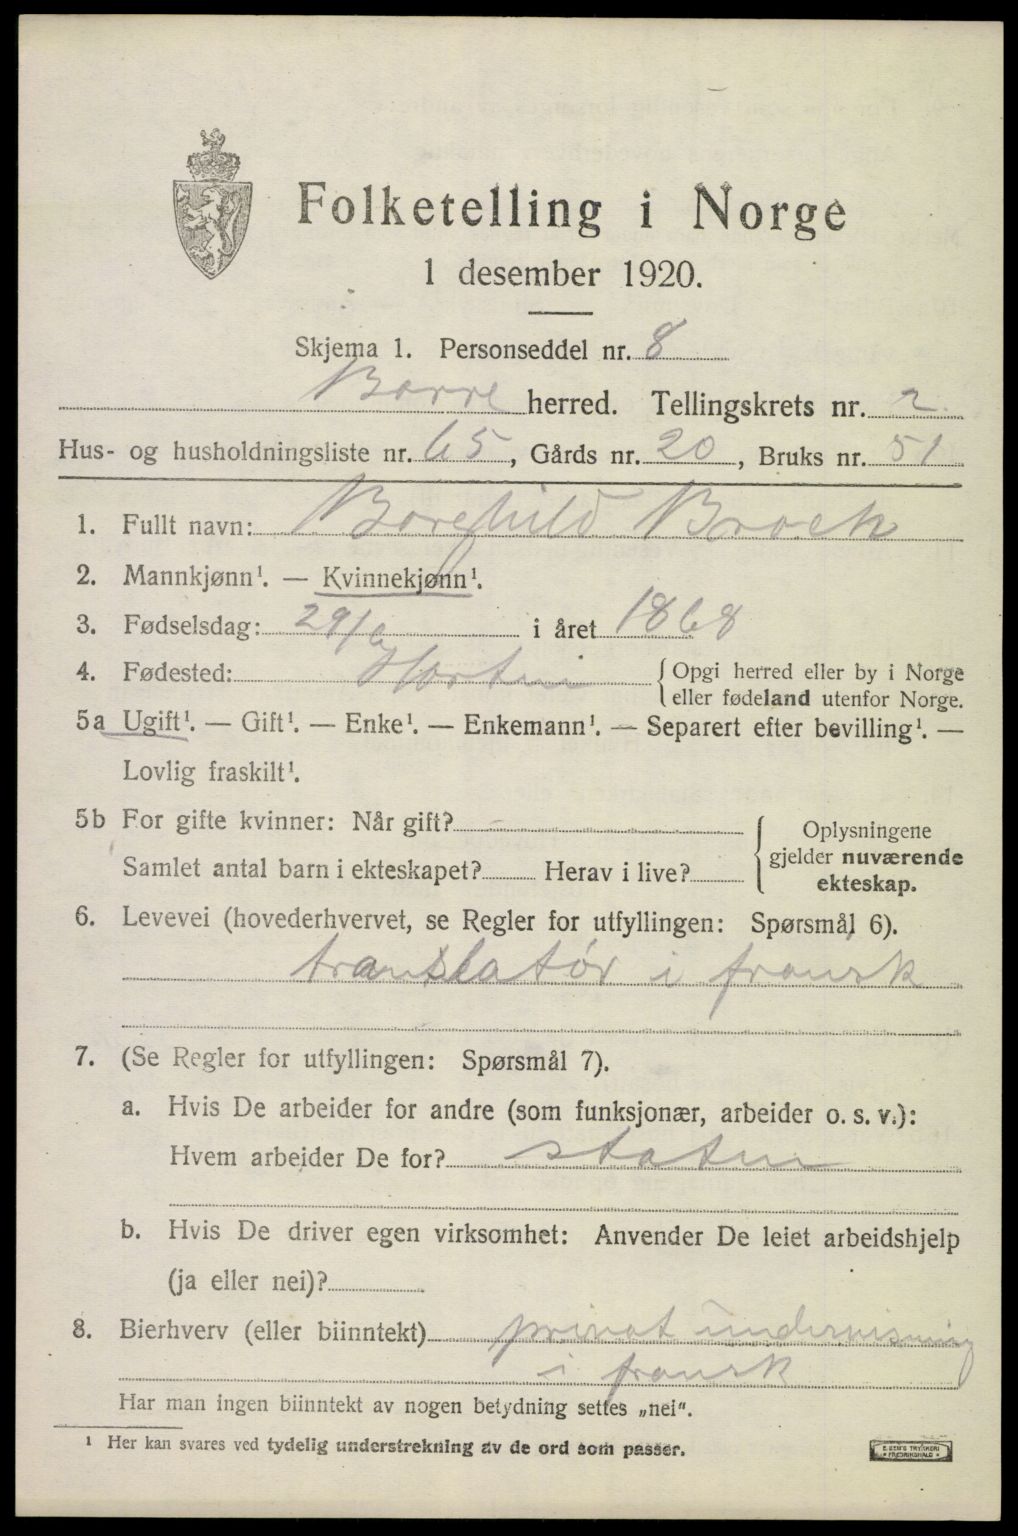 Folketelling i Norge
1 desember 1920.
Skjema 1. Personseddel nr. 8
Borre herred. Tellingskrets nr. 2.
Hus- og husholdningsliste nr. 65, Gårds nr. 20, Bruks nr. 51
1. Fullt navn: Borghild Broch
2. Mannkjønn¹. — Kvinnekjønn¹.
3. Fødselsdag: 29/6 i året 1868
4. Fødested: Horten {Opgi herred eller by i Norge
eller fødeland utenfor Norge.
5a Ugift¹. — Gift¹. — Enke¹. — Enkemann¹. — Separert efter bevilling¹. —
Lovlig fraskilt¹.
5b For gifte kvinner: Når gift?
Samlet antal barn i ekteskapet? Herav i live?
Oplysningene
gjelder nuværende
ekteskap.
6. Levevei (hovederhvervet, se Regler for utfyllingen: Spørsmål 6).
translatør i fransk
7. (Se Regler for utfyllingen: Spørsmål 7).
a. Hvis De arbeider for andre (som funksjonær, arbeider o. s. v.):
Hvem arbeider De for? staten
b. Hvis De driver egen virksomhet: Anvender De leiet arbeidshjelp
(ja eller nei)?
8. Bierhverv (eller biinntekt) privat undervisning
i fransk
Har man ingen biinntekt av nogen betydning settes „nei”.
¹ Her kan svares ved tydelig understrekning av de ord som passer.
E. SEM'S TRYKKERI
FREDRIKSHALD